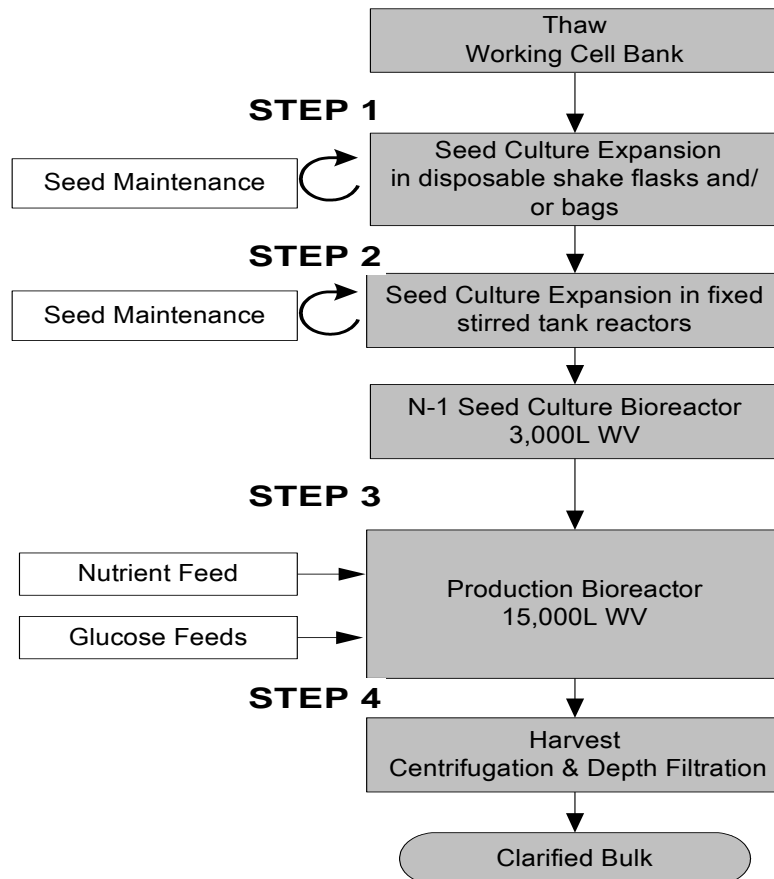 Thaw
Working Cell Bank
STEP 1
Seed Maintenance
Seed Culture Expansion
in disposable shake flasks and/
or bags
STEP 2
Seed Maintenance
Seed Culture Expansion in fixed
stirred tank reactors
N-1 Seed Culture Bioreactor
3,000L WV
STEP 3
Nutrient Feed
Glucose Feeds
Production Bioreactor
15,000L WV
STEP 4
Harvest
Centrifugation & Depth Filtration
Clarified Bulk